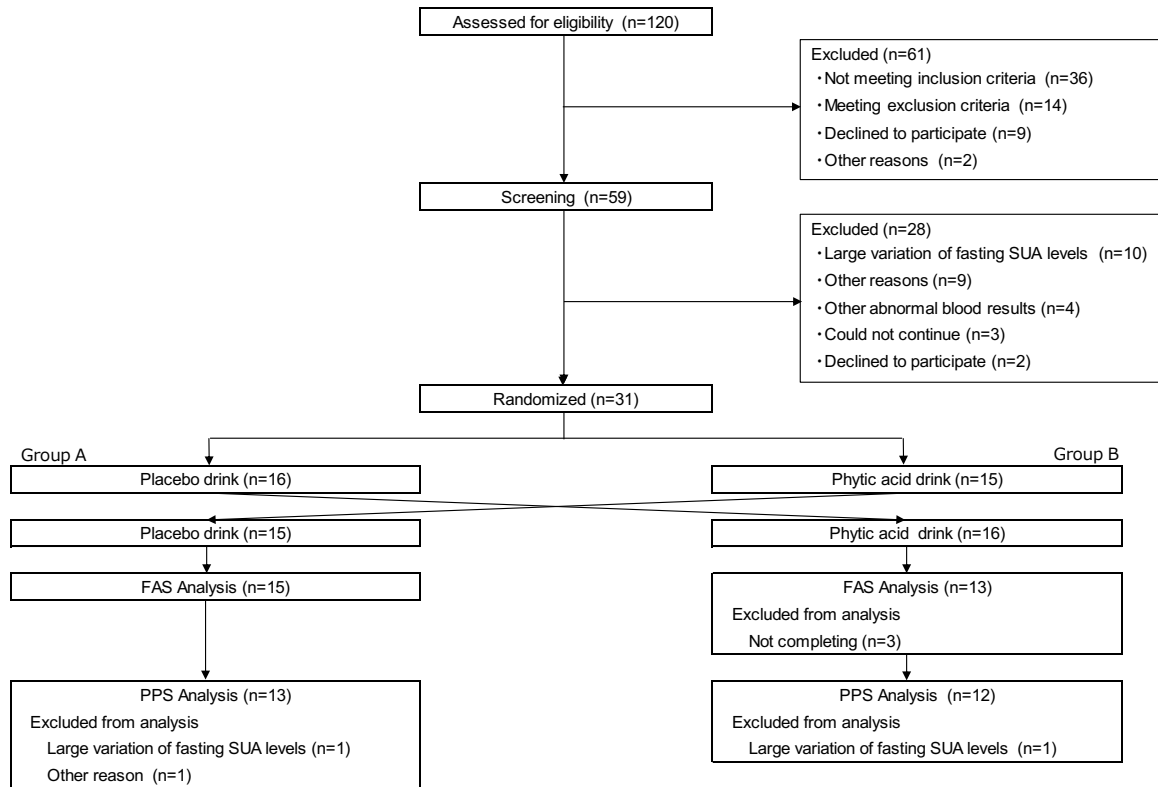 Assessed for eligibility (n=120)
Excluded (n=61)
・Not meeting inclusion criteria (n=36)
・Meeting exclusion criteria (n=14)
・Declined to participate (n=9)
・Other reasons (n=2)
Screening (n=59)
Excluded (n=28)
・Large variation of fasting SUA levels (n=10)
・Other reasons (n=9)
・Other abnormal blood results (n=4)
・Could not continue (n=3)
・Declined to participate (n=2)
Randomized (n=31)
Group A
Group B
Placebo drink (n=16)
Phytic acid drink (n=15)
Placebo drink (n=15)
Phytic acid drink (n=16)
FAS Analysis (n=15)
FAS Analysis (n=13)
Excluded from analysis
Not completing (n=3)
PPS Analysis (n=13)
Excluded from analysis
Large variation of fasting SUA levels (n=1)
Other reason (n=1)
PPS Analysis (n=12)
Excluded from analysis
Large variation of fasting SUA levels (n=1)